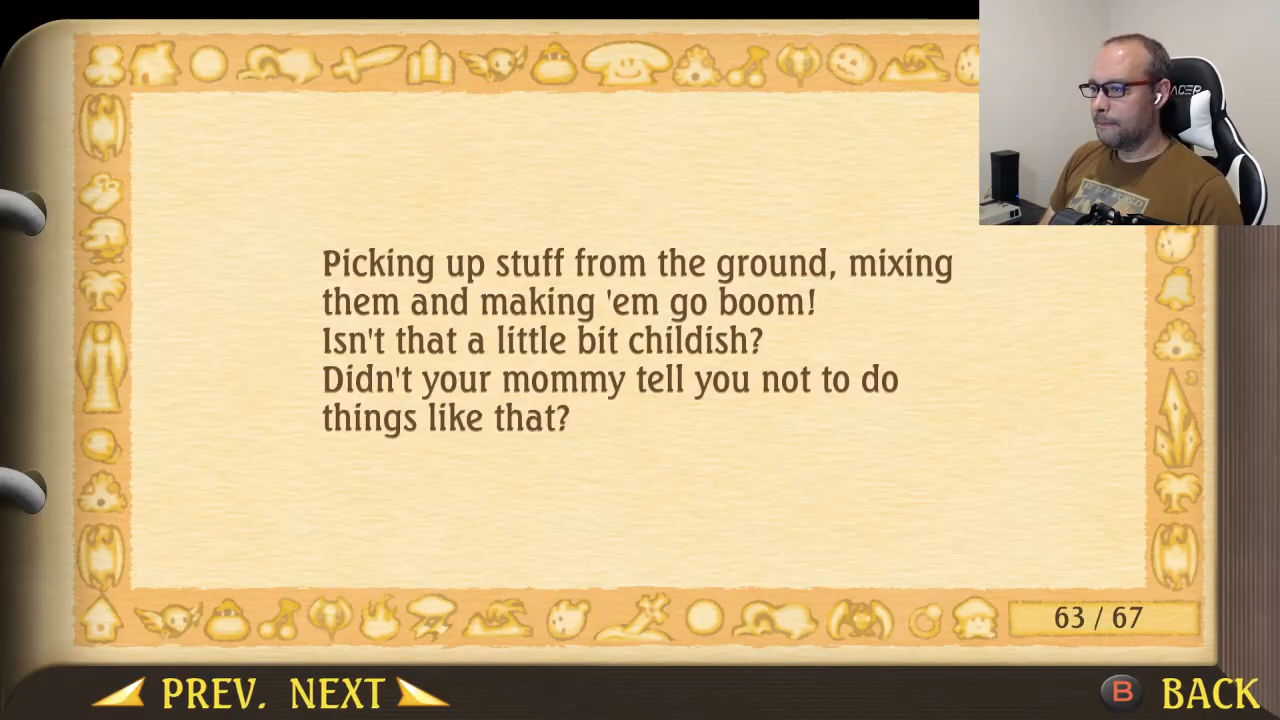 Picking up stuff from the ground, mixing
them and making 'em go boom!
Isn't that a little bit childish?
Didn't your mommy tell you not to do
things like that?
63 / 67
PREV. NEXT
B BACK